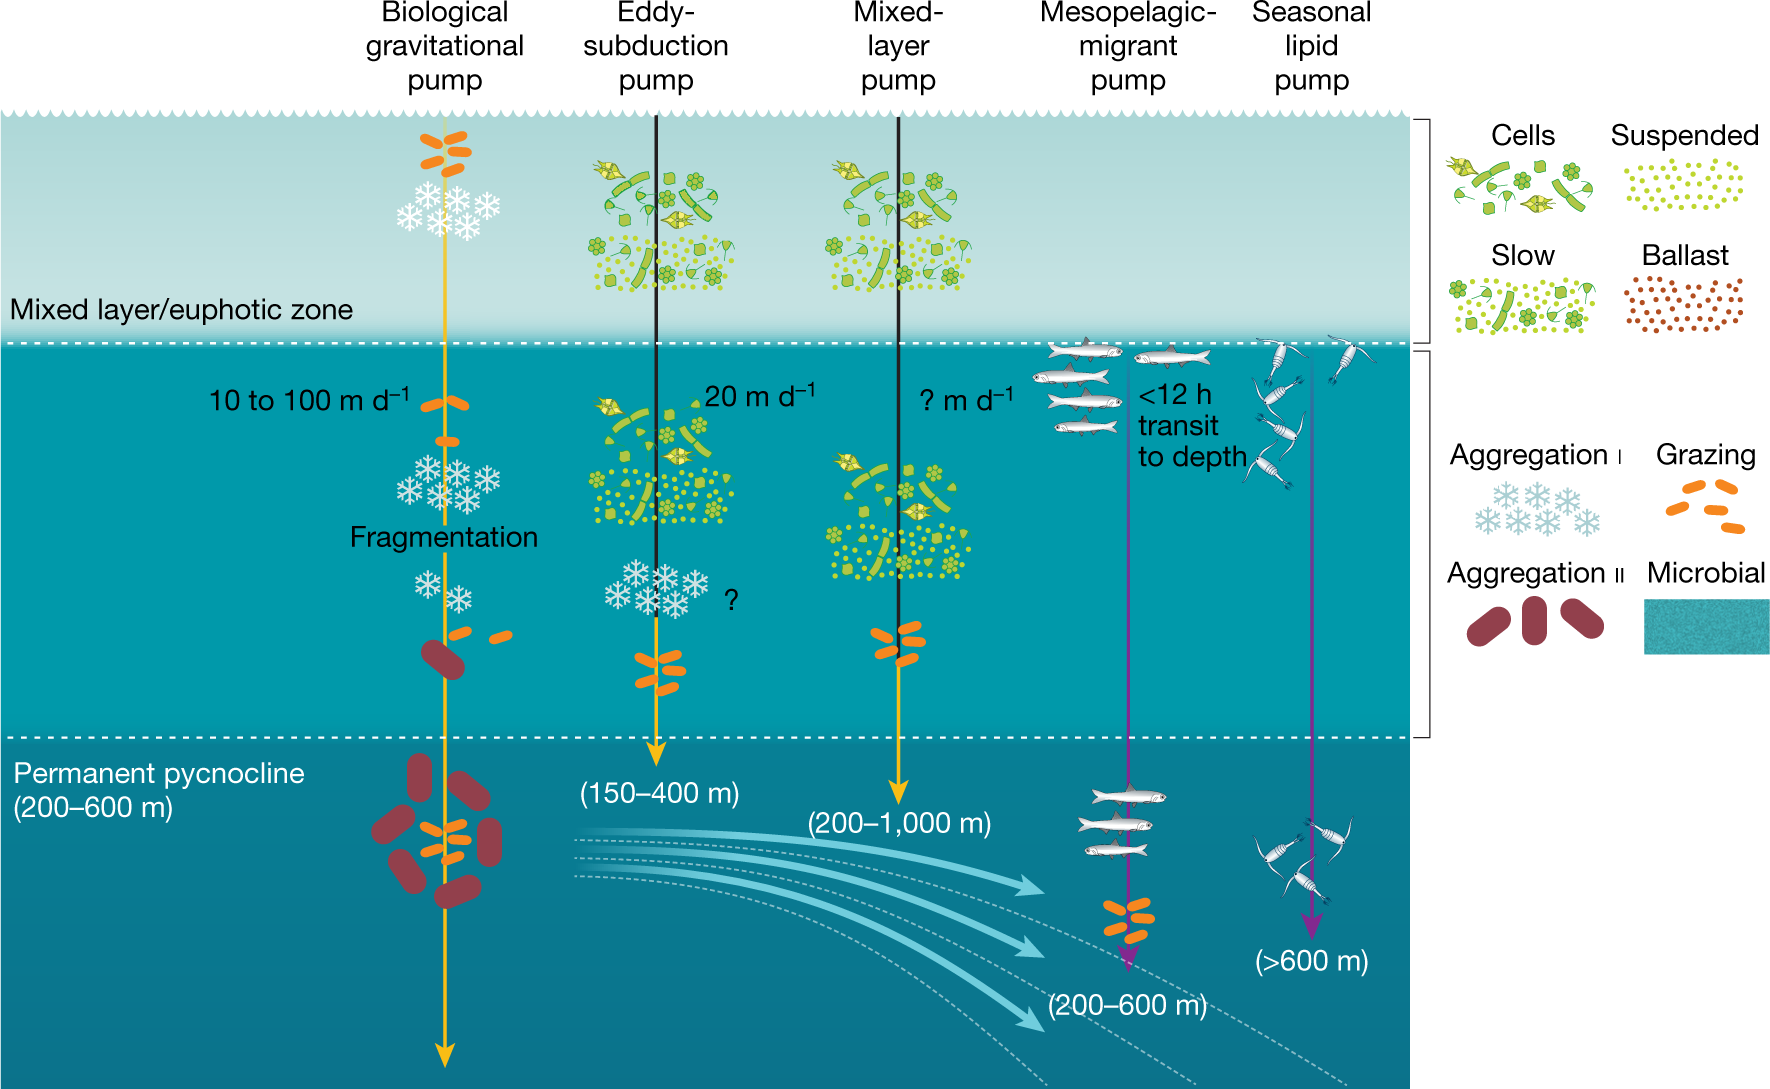 Biological
gravitational
pump
Eddy-
subduction
pump
Mixed-
layer
pump
Mesopelagic-
migrant
pump
Seasonal
lipid
pump
Cells
Suspended
Slow
Ballast
Mixed layer/euphotic zone
10 to 100 m d⁻¹
20 m d⁻¹
? m d⁻¹
<12 h
transit
to depth
Aggregation I
Grazing
Fragmentation
Aggregation II
Microbial
?
Permanent pycnocline
(200–600 m)
(150–400 m)
(200–1,000 m)
(>600 m)
(200–600 m)